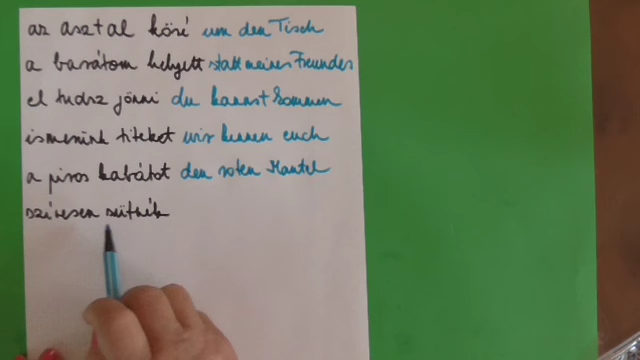 az asztal köré um den Tisch
a barátom helyett statt meines Freundes
el tudsz jönni du kannst kommen
ismerünk titeket wir kennen euch
a piros kabátot den roten Mantel
szívesen sütnék